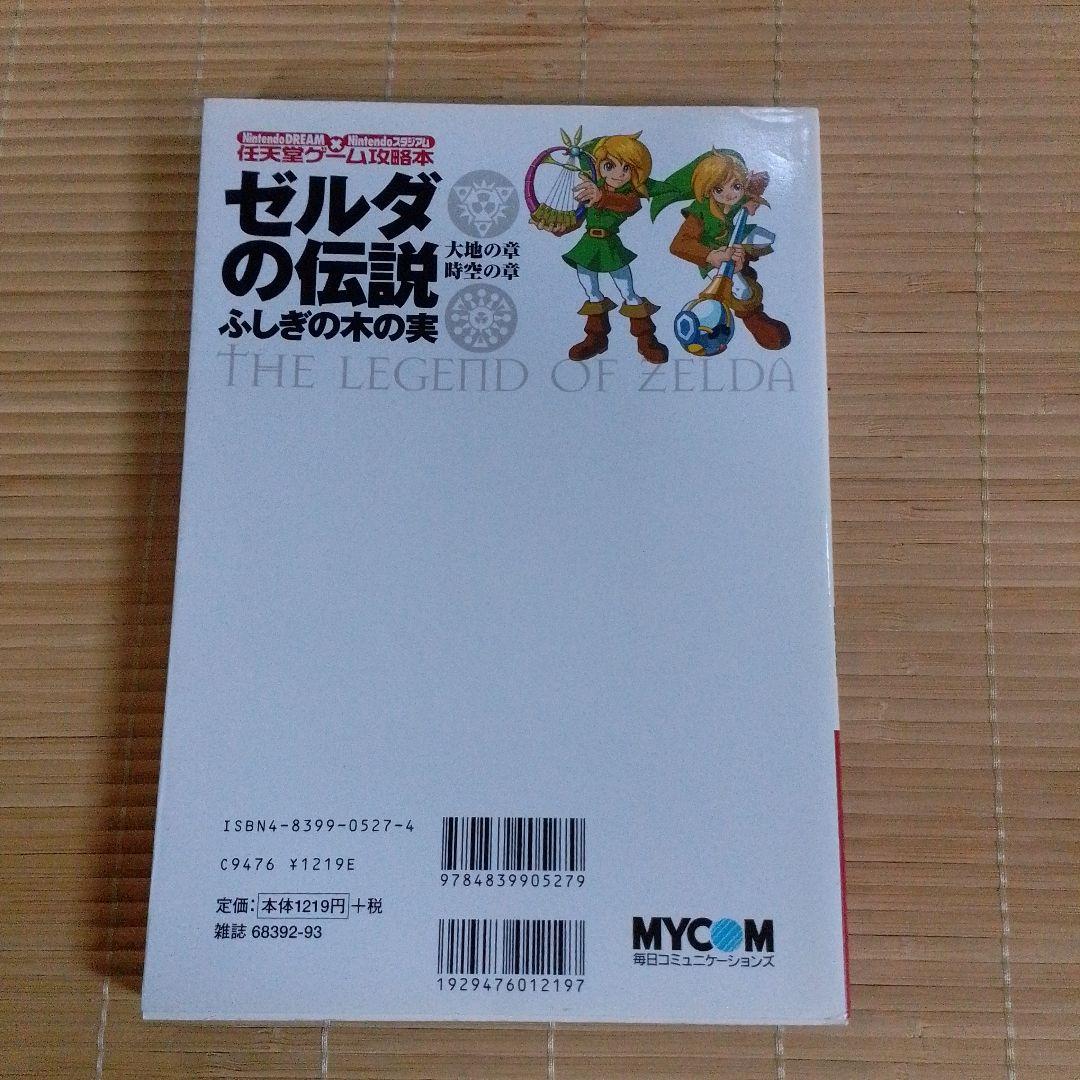 NintendoDREAM × Nintendoスタジアム
任天堂ゲーム攻略本
ゼルダ
の伝説
大地の章
時空の章
ふしぎの木の実
THE LEGEND OF ZELDA
ISBN4-8399-0527-4
9784839905279
C9476 ¥1219E
定価:本体1219円+税
雑誌 68392-93
1929476012197
MYCOM
毎日コミュニケーションズ